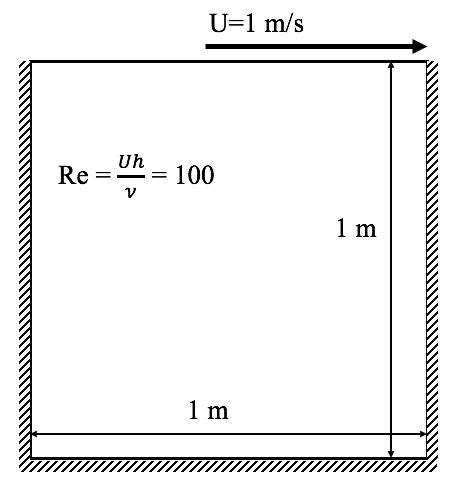 U=1 m/s
Re = Uh/ν = 100
1 m
1 m